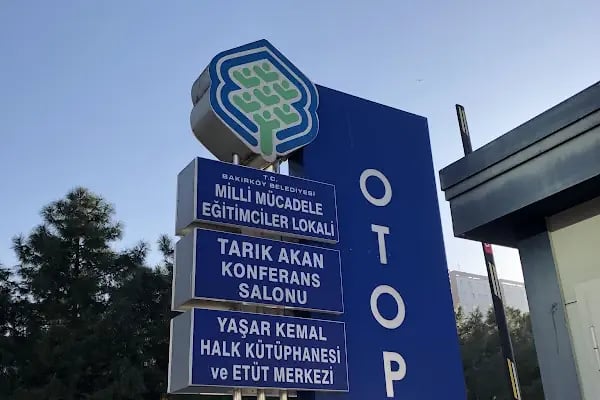 T.C.
BAKIRKÖY BELEDİYESİ
MİLLİ MÜCADELE
EĞİTİMCİLER LOKALİ
TARIK AKAN
KONFERANS
SALONU
YAŞAR KEMAL
HALK KÜTÜPHANESİ
ve ETÜT MERKEZİ
OTOP